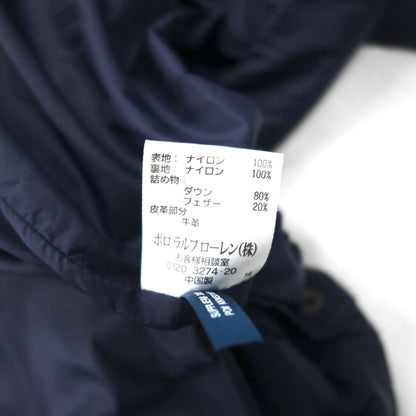 表地: ナイロン 100%
裏地: ナイロン 100%
詰め物:
ダウン 80%
フェザー 20%
皮革部分
牛革
ポロ ラルフローレン(株)
お客様相談室
0120 3274-20
中国製